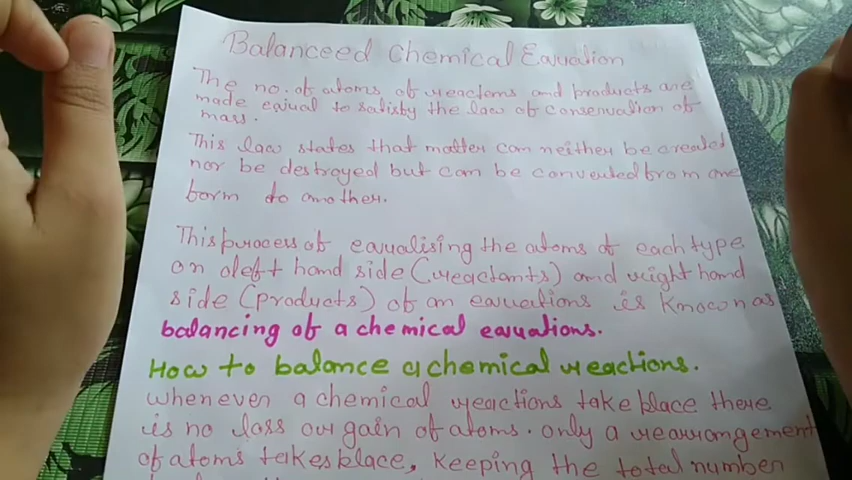 Balanceed Chemical Equation
The no. of atoms of reactoms and products are
made equal to satisfy the law of conservation of
mass.
This law states that matter can neither be created
nor be destroyed but can be converted from one
form to another.
This process of equalising the atoms of each type
on left hand side (reactants) and right hand
side (products) of an equations is known as
balancing of a chemical equations.
How to balance a chemical reactions.
whenever a chemical reactions take place there
is no loss or gain of atoms. only a rearrangement
of atoms takes place, keeping the total number